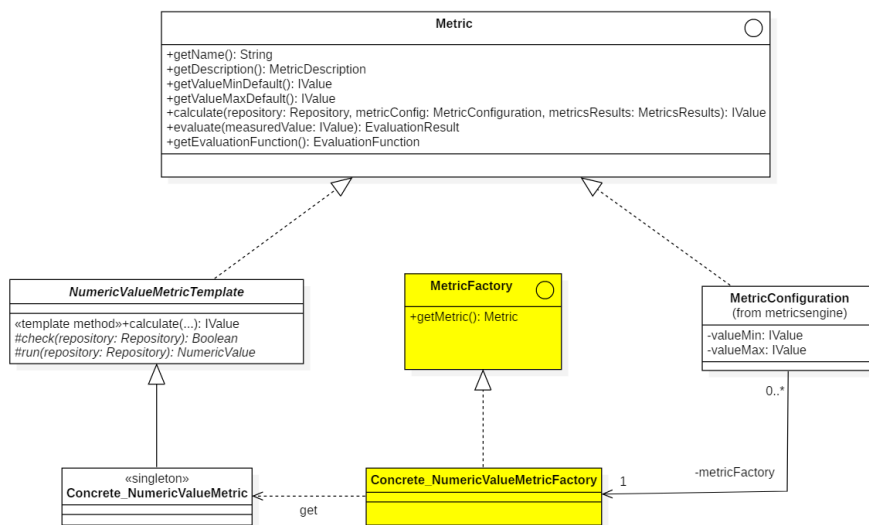 Metric
+getName(): String
+getDescription(): MetricDescription
+getValueMinDefault(): IValue
+getValueMaxDefault(): IValue
+calculate(repository: Repository, metricConfig: MetricConfiguration, metricsResults: MetricsResults): IValue
+evaluate(measuredValue: IValue): EvaluationResult
+getEvaluationFunction(): EvaluationFunction
NumericValueMetricTemplate
«template method»+calculate(...): IValue
#check(repository: Repository): Boolean
#run(repository: Repository): NumericValue
MetricFactory
+getMetric(): Metric
MetricConfiguration
(from metricsengine)
-valueMin: IValue
-valueMax: IValue
0..*
-metricFactory
1
«singleton»
Concrete_NumericValueMetric
get
Concrete_NumericValueMetricFactory